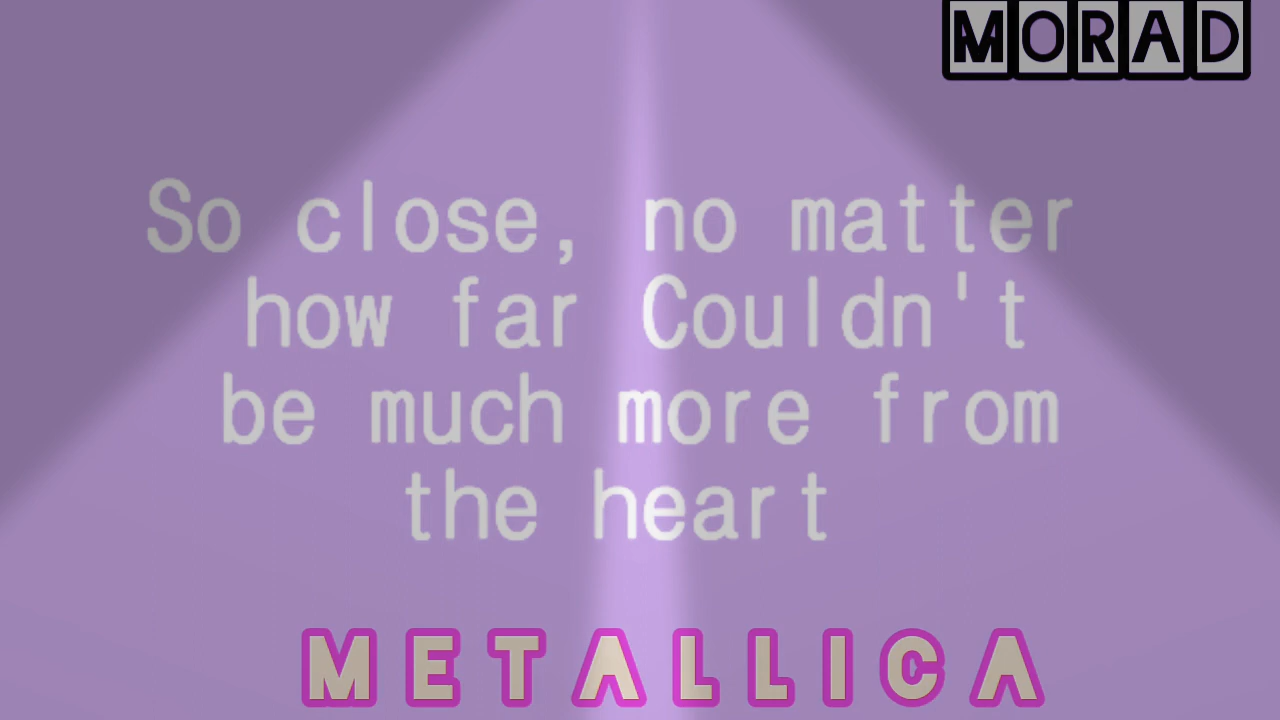 MORAD
So close, no matter
how far Couldn't
be much more from
the heart
METALLICA